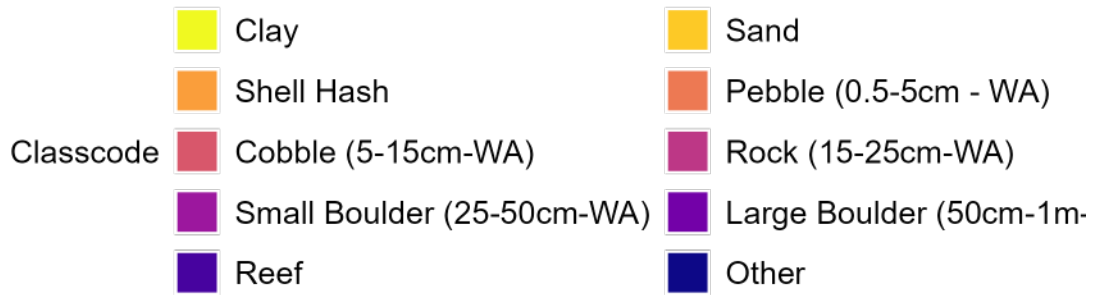 Clay
Sand
Shell Hash
Pebble (0.5-5cm - WA)
Classcode
Cobble (5-15cm-WA)
Rock (15-25cm-WA)
Small Boulder (25-50cm-WA)
Large Boulder (50cm-1m-
Reef
Other